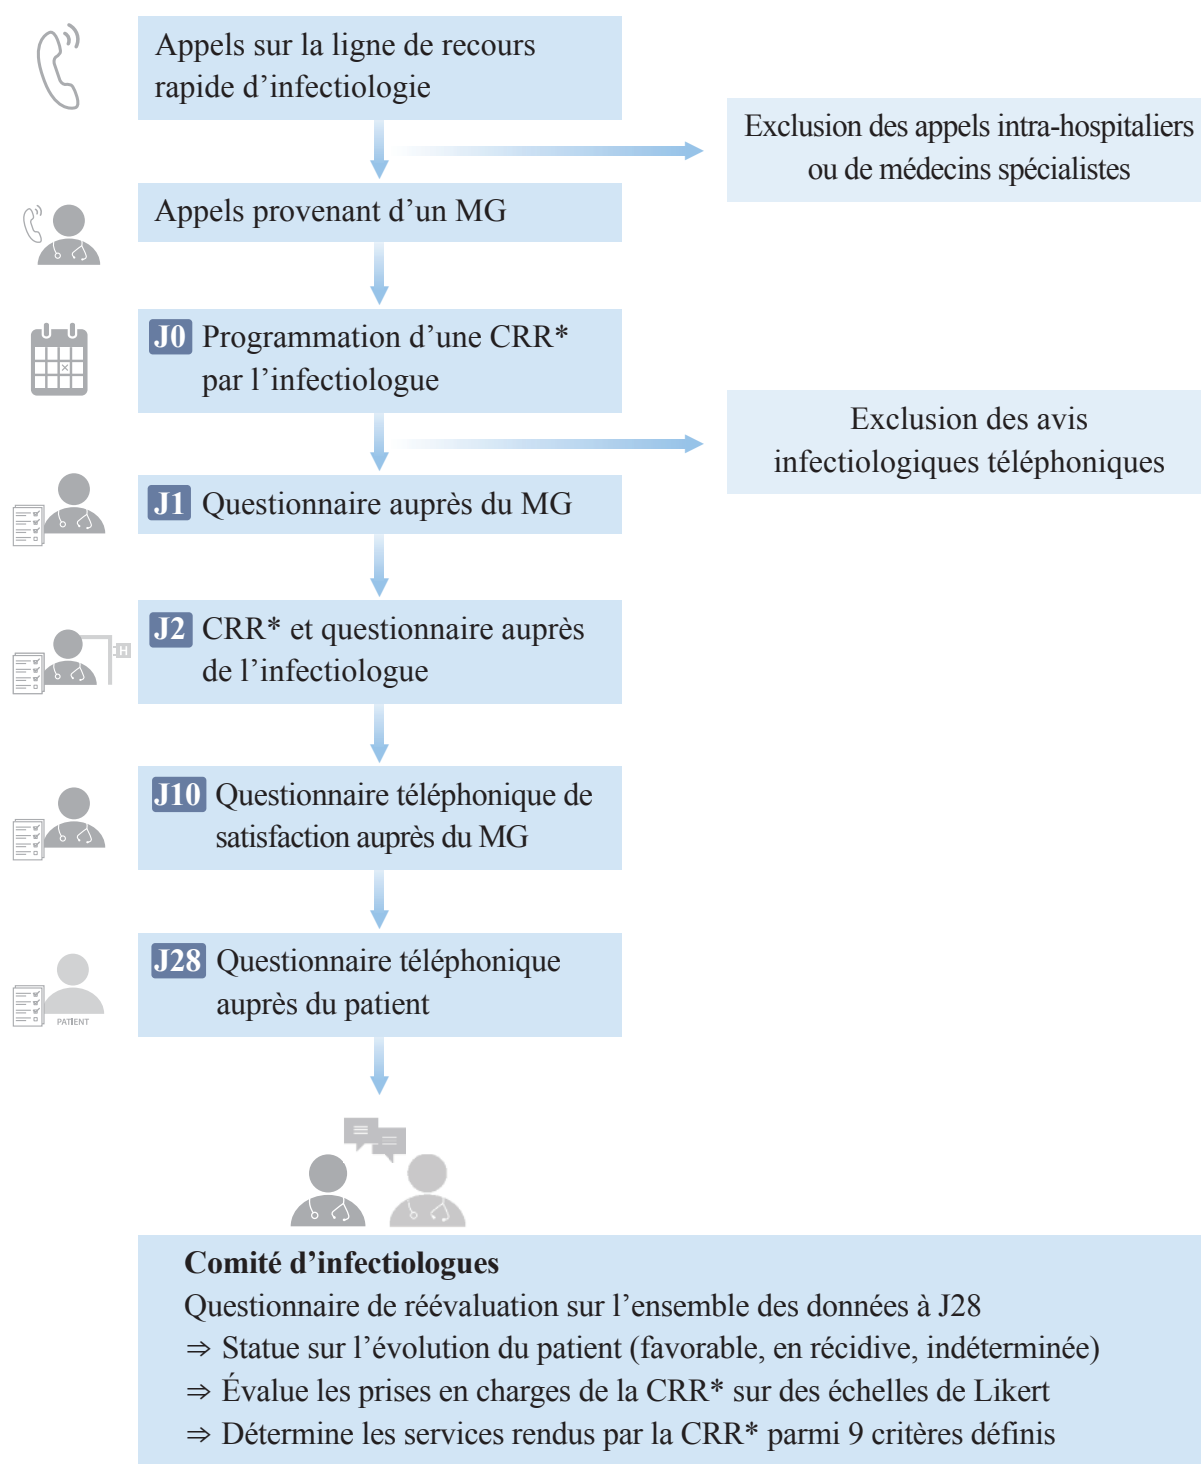 Appels sur la ligne de recours
rapide d’infectiologie
Exclusion des appels intra-hospitaliers
ou de médecins spécialistes
Appels provenant d’un MG
J0 Programmation d’une CRR*
par l’infectiologue
Exclusion des avis
infectiologiques téléphoniques
J1 Questionnaire auprès du MG
J2 CRR* et questionnaire auprès
de l’infectiologue
H
J10 Questionnaire téléphonique de
satisfaction auprès du MG
J28 Questionnaire téléphonique
auprès du patient
PATIENT
Comité d’infectiologues
Questionnaire de réévaluation sur l’ensemble des données à J28
⇒ Statue sur l’évolution du patient (favorable, en récidive, indéterminée)
⇒ Évalue les prises en charges de la CRR* sur des échelles de Likert
⇒ Détermine les services rendus par la CRR* parmi 9 critères définis